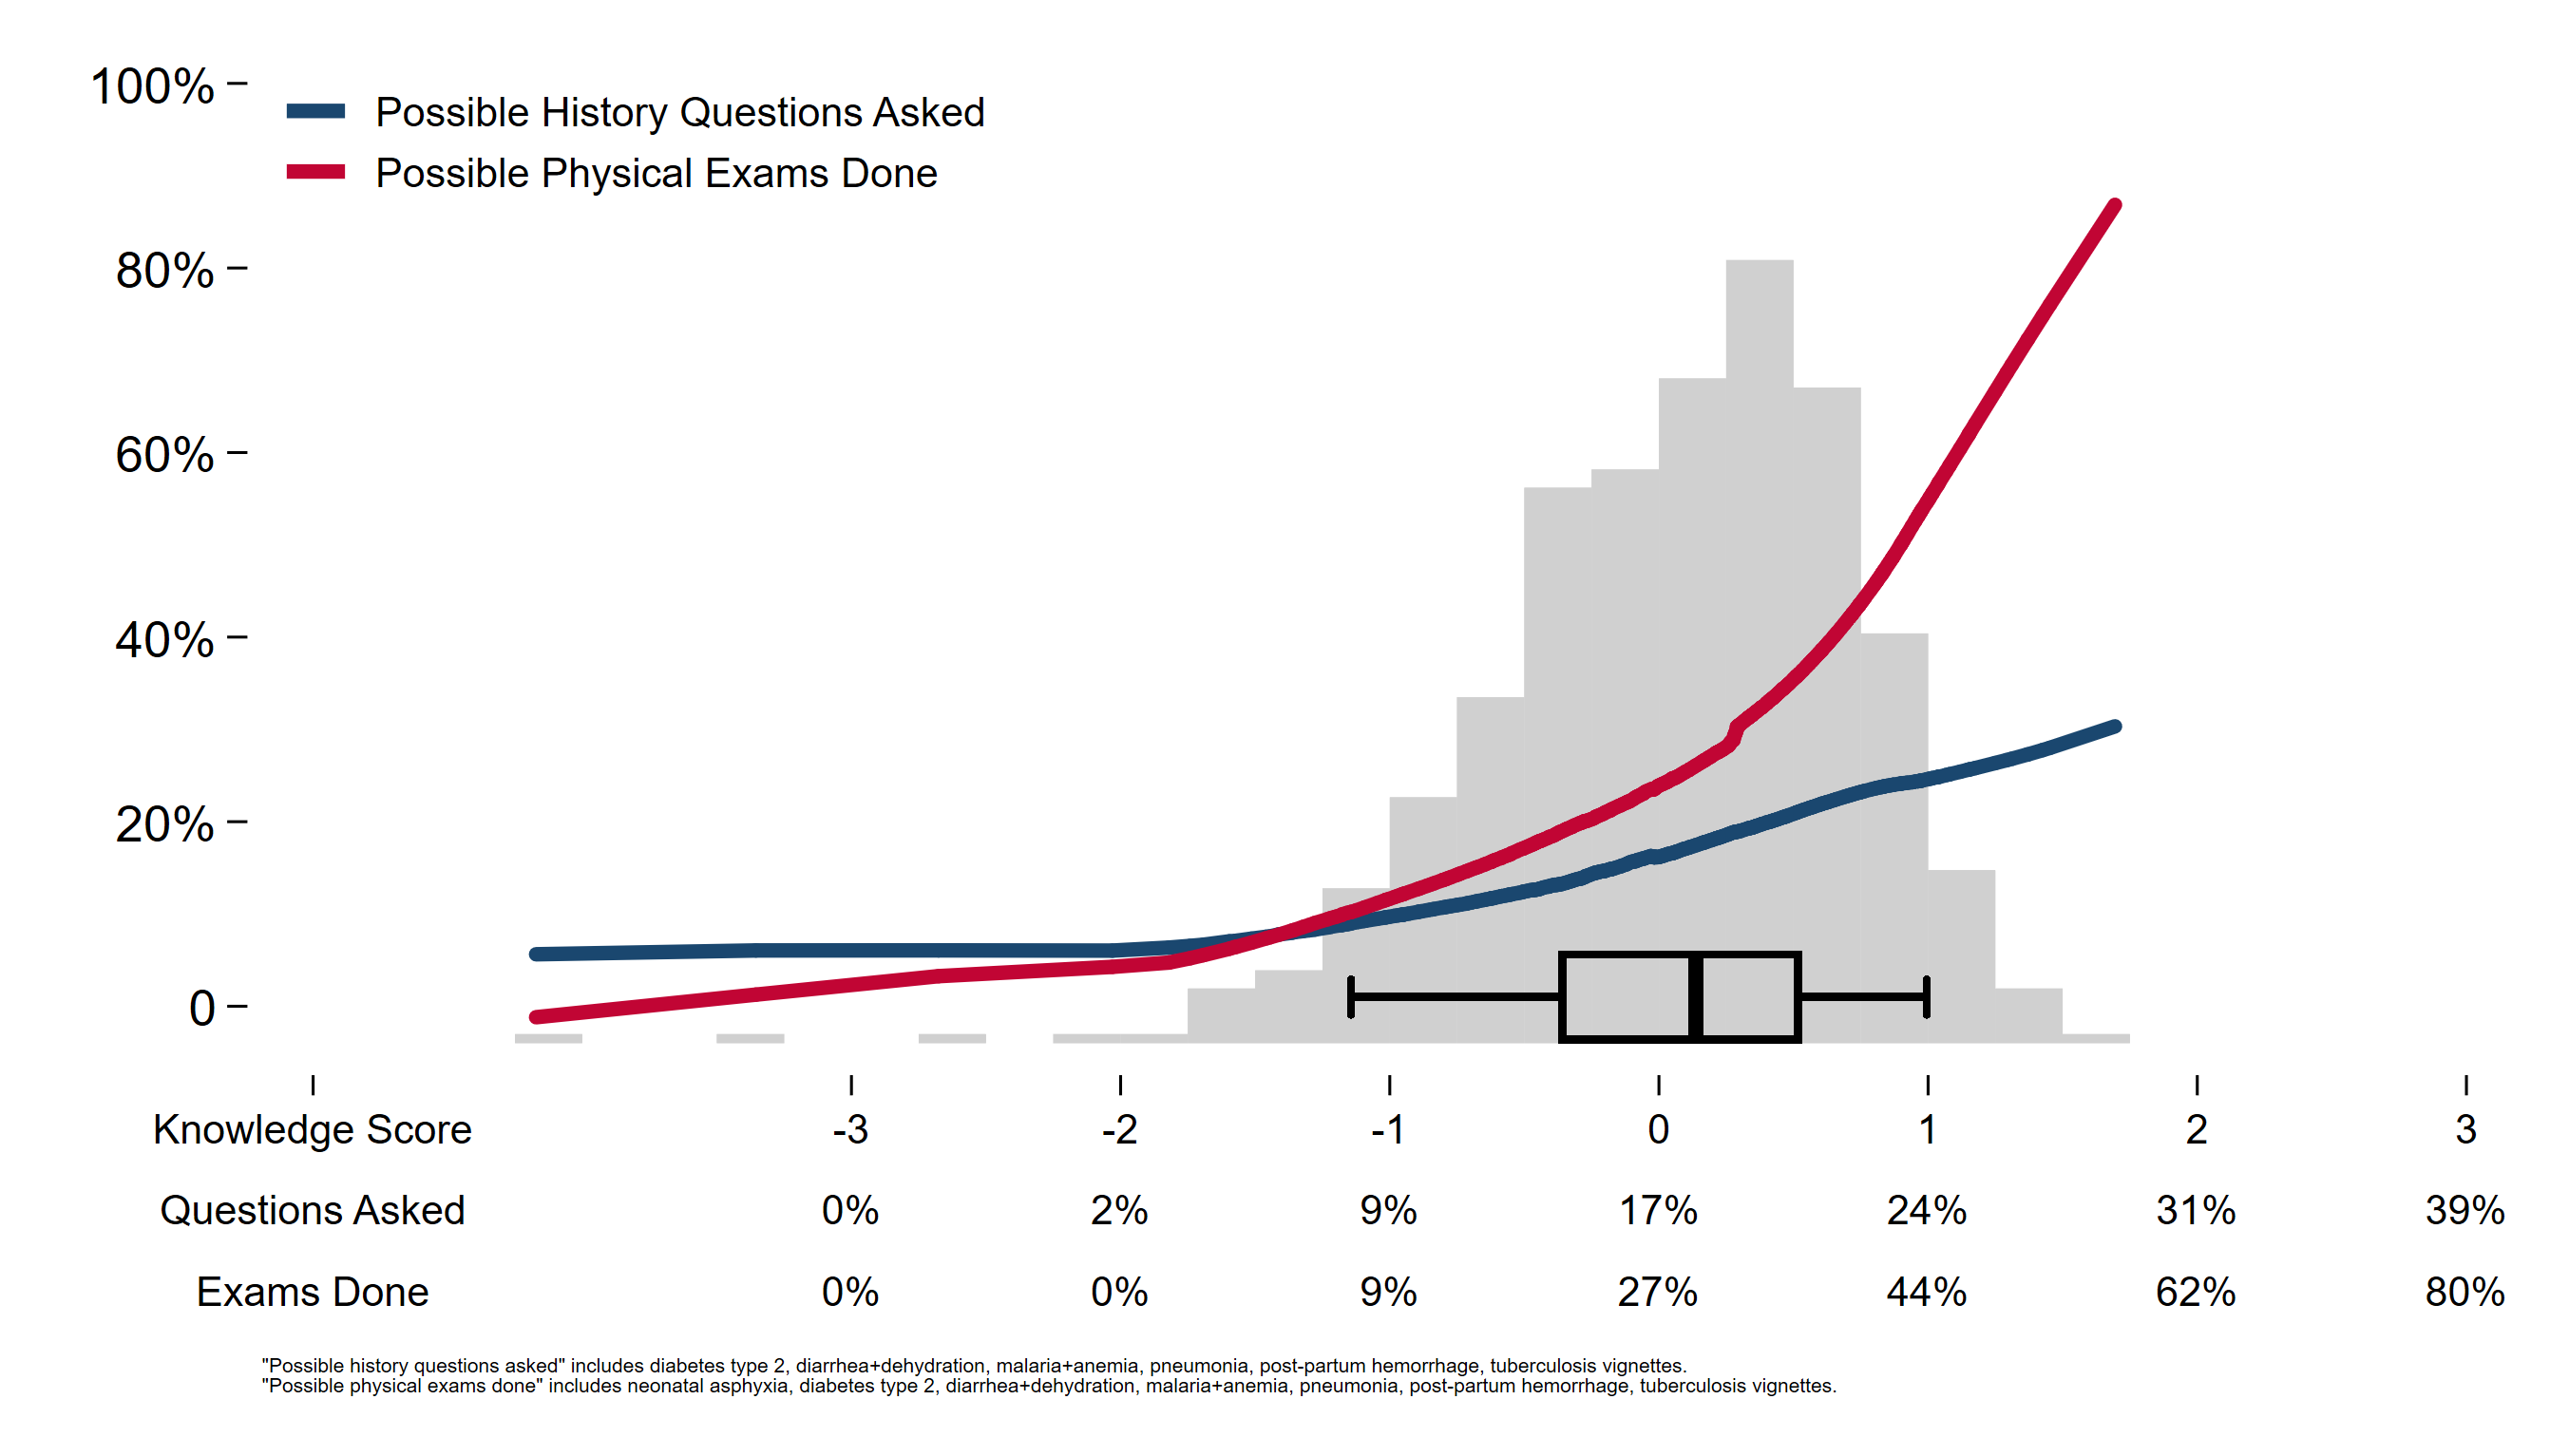 100%
Possible History Questions Asked
Possible Physical Exams Done
80%
60%
40%
20%
0
Knowledge Score -3 -2 -1 0 1 2 3
Questions Asked 0% 2% 9% 17% 24% 31% 39%
Exams Done 0% 0% 9% 27% 44% 62% 80%
"Possible history questions asked" includes diabetes type 2, diarrhea+dehydration, malaria+anemia, pneumonia, post-partum hemorrhage, tuberculosis vignettes.
"Possible physical exams done" includes neonatal asphyxia, diabetes type 2, diarrhea+dehydration, malaria+anemia, pneumonia, post-partum hemorrhage, tuberculosis vignettes.